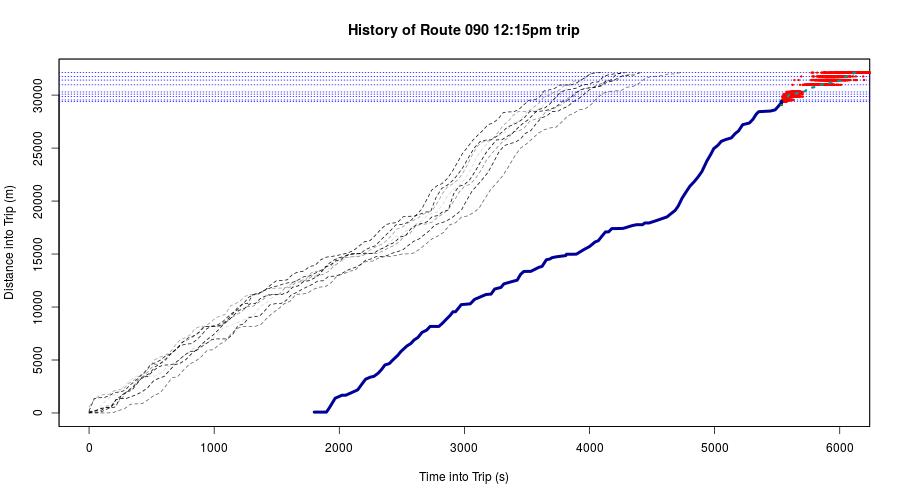 History of Route 090 12:15pm trip
Distance into Trip (m)
30000
25000
20000
15000
10000
5000
0
0 1000 2000 3000 4000 5000 6000
Time into Trip (s)